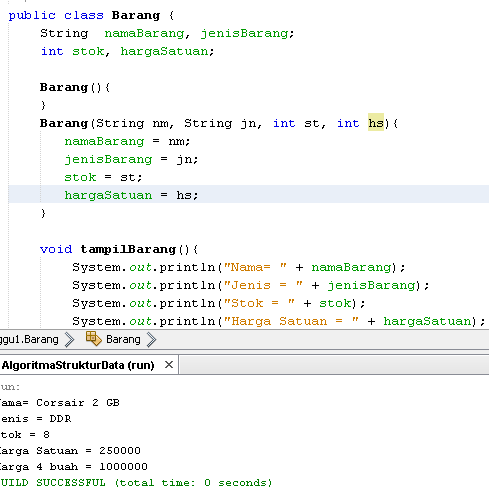 public class Barang {
String namaBarang, jenisBarang;
int stok, hargaSatuan;
Barang(){
}
Barang(String nm, String jn, int st, int hs){
namaBarang = nm;
jenisBarang = jn;
stok = st;
hargaSatuan = hs;
}
void tampilBarang(){
System.out.println("Nama= " + namaBarang);
System.out.println("Jenis = " + jenisBarang);
System.out.println("Stok = " + stok);
System.out.println("Harga Satuan = " + hargaSatuan);
ggu1.Barang Barang
AlgoritmaStrukturData (run)
un:
ama= Corsair 2 GB
enis = DDR
tok = 8
arga Satuan = 250000
arga 4 buah = 1000000
UILD SUCCESSFUL (total time: 0 seconds)